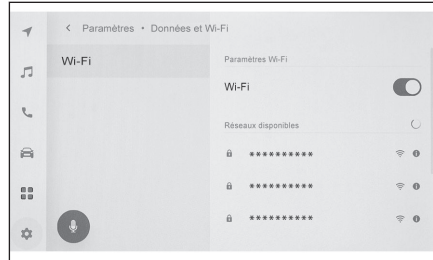 < Paramètres • Données et Wi-Fi
Wi-Fi
Paramètres Wi-Fi
Wi-Fi
Réseaux disponibles
**********
**********
**********